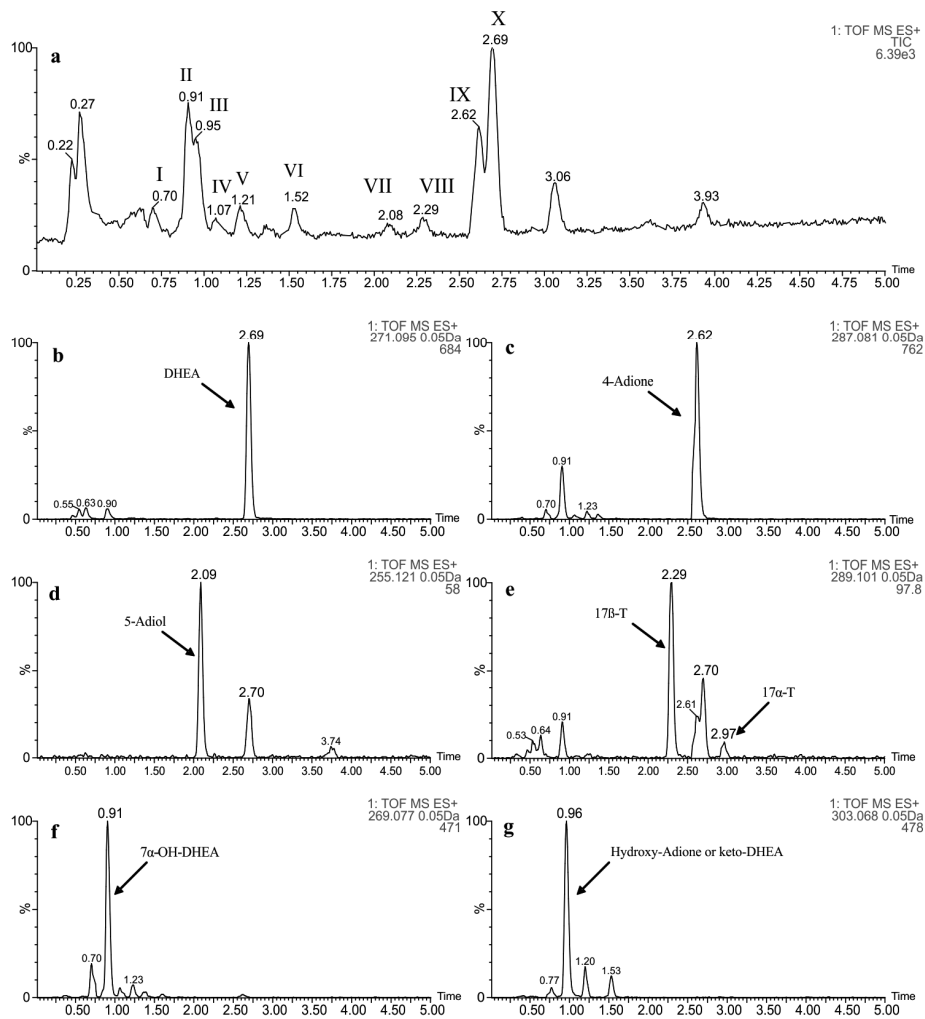 X
1: TOF MS ES+
TIC
6.39e3
100
a
2.69
II
0.91
III
0.95
IX
2.62
0.27
0.22
%
I
0.70
IV
1.07
V
1.21
VI
1.52
VII
2.08
VIII
2.29
3.06
3.93
0
0.25 0.50 0.75 1.00 1.25 1.50 1.75 2.00 2.25 2.50 2.75 3.00 3.25 3.50 3.75 4.00 4.25 4.50 4.75 5.00
Time
1: TOF MS ES+
271.095 0.05Da
684
100
b
2.69
DHEA
%
0.55 0.63 0.90
0
0.50 1.00 1.50 2.00 2.50 3.00 3.50 4.00 4.50 5.00
Time
1: TOF MS ES+
287.081 0.05Da
762
100
c
2.62
4-Adione
%
0.91
0.70
1.23
0
0.50 1.00 1.50 2.00 2.50 3.00 3.50 4.00 4.50 5.00
Time
1: TOF MS ES+
255.121 0.05Da
58
100
d
2.09
5-Adiol
%
2.70
3.74
0
0.50 1.00 1.50 2.00 2.50 3.00 3.50 4.00 4.50 5.00
Time
1: TOF MS ES+
289.101 0.05Da
97.8
100
e
2.29
17ß-T
%
2.70
2.61
17α-T
2.97
0.91
0.53 0.64
0
0.50 1.00 1.50 2.00 2.50 3.00 3.50 4.00 4.50 5.00
Time
1: TOF MS ES+
269.077 0.05Da
471
100
f
0.91
7α-OH-DHEA
%
0.70
1.23
0
0.50 1.00 1.50 2.00 2.50 3.00 3.50 4.00 4.50 5.00
Time
1: TOF MS ES+
303.068 0.05Da
478
100
g
0.96
Hydroxy-Adione or keto-DHEA
%
0.77
1.20
1.53
0
0.50 1.00 1.50 2.00 2.50 3.00 3.50 4.00 4.50 5.00
Time